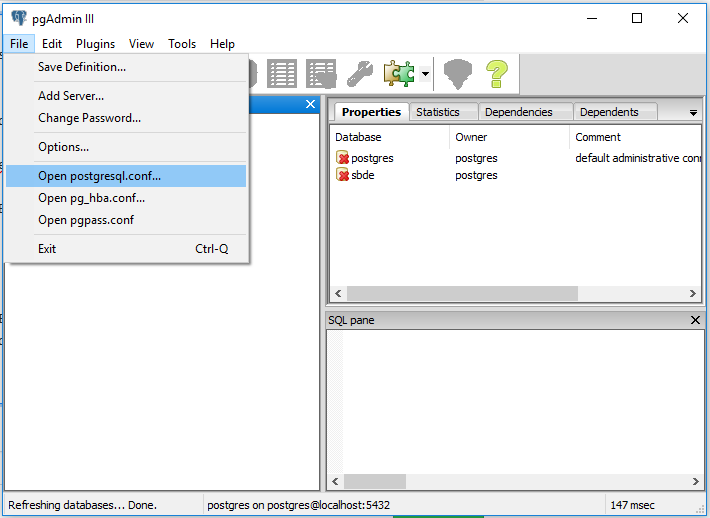 pgAdmin III
File Edit Plugins View Tools Help
Save Definition...
Add Server...
Change Password...
Options...
Open postgresql.conf...
Open pg_hba.conf...
Open pgpass.conf
Exit Ctrl-Q
Properties Statistics Dependencies Dependents
Database Owner Comment
postgres postgres default administrative conn
sbde postgres
SQL pane
Refreshing databases... Done. postgres on postgres@localhost:5432 147 msec